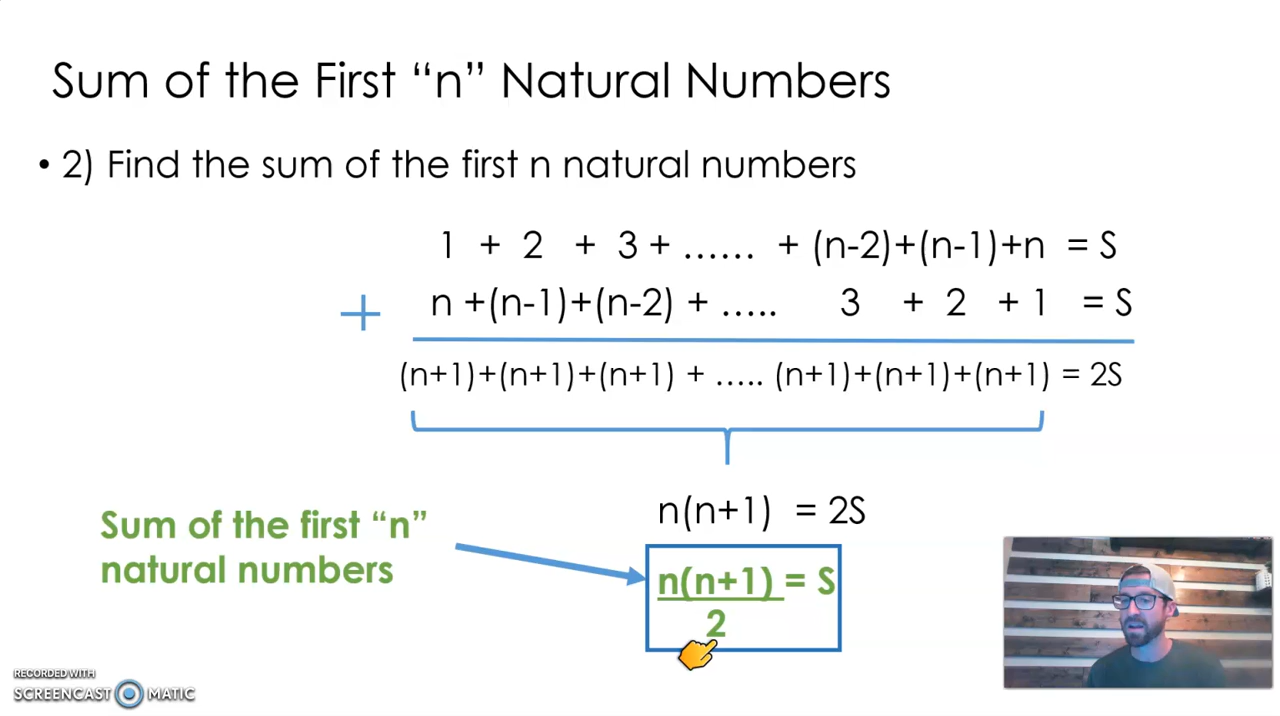 Sum of the First “n” Natural Numbers
• 2) Find the sum of the first n natural numbers
1 + 2 + 3 + ...... + (n-2)+(n-1)+n = S
+ n +(n-1)+(n-2) + ..... 3 + 2 + 1 = S
(n+1)+(n+1)+(n+1) + ..... (n+1)+(n+1)+(n+1) = 2S
n(n+1) = 2S
Sum of the first “n”
natural numbers
n(n+1) = S
2
RECORDED WITH
SCREENCAST MATIC